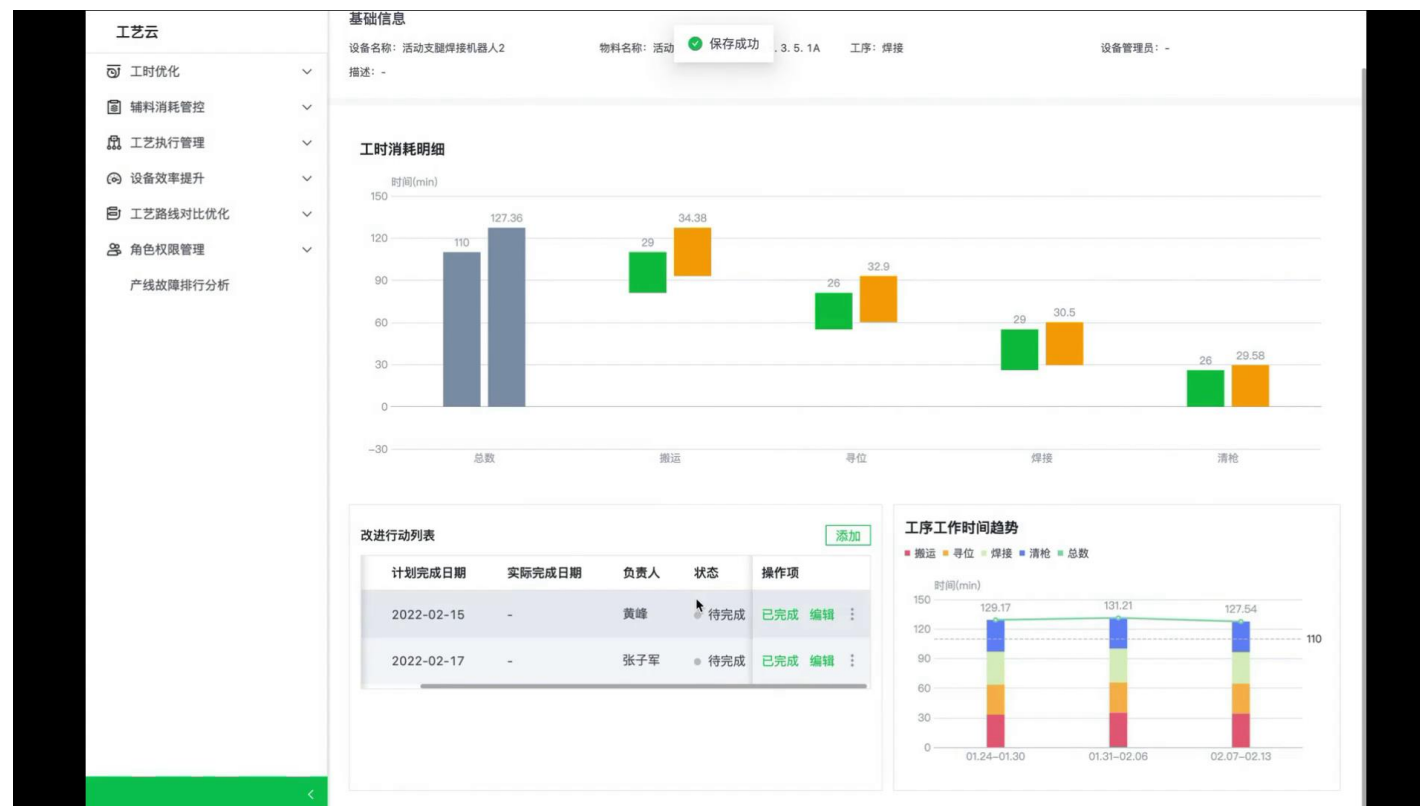 工艺云
工时优化
辅料消耗管控
工艺执行管理
设备效率提升
工艺路线对比优化
角色权限管理
产线故障排行分析
基础信息
保存成功
设备名称: 活动支腿焊接机器人2 物料名称: 活动 . 3. 5. 1A 工序: 焊接 设备管理员: -
描述: -
工时消耗明细
时间(min)
150
120
90
60
30
0
-30
110
127.36
29
34.38
26
32.9
29
30.5
26
29.58
总数 搬运 寻位 焊接 清枪
改进行动列表 添加
计划完成日期 实际完成日期 负责人 状态 操作项
2022-02-15 - 黄峰 待完成 已完成 编辑
2022-02-17 - 张子军 待完成 已完成 编辑
工序工作时间趋势
搬运 寻位 焊接 清枪 总数
时间(min)
150
120
90
60
30
0
129.17
131.21
127.54
110
01.24-01.30 01.31-02.06 02.07-02.13